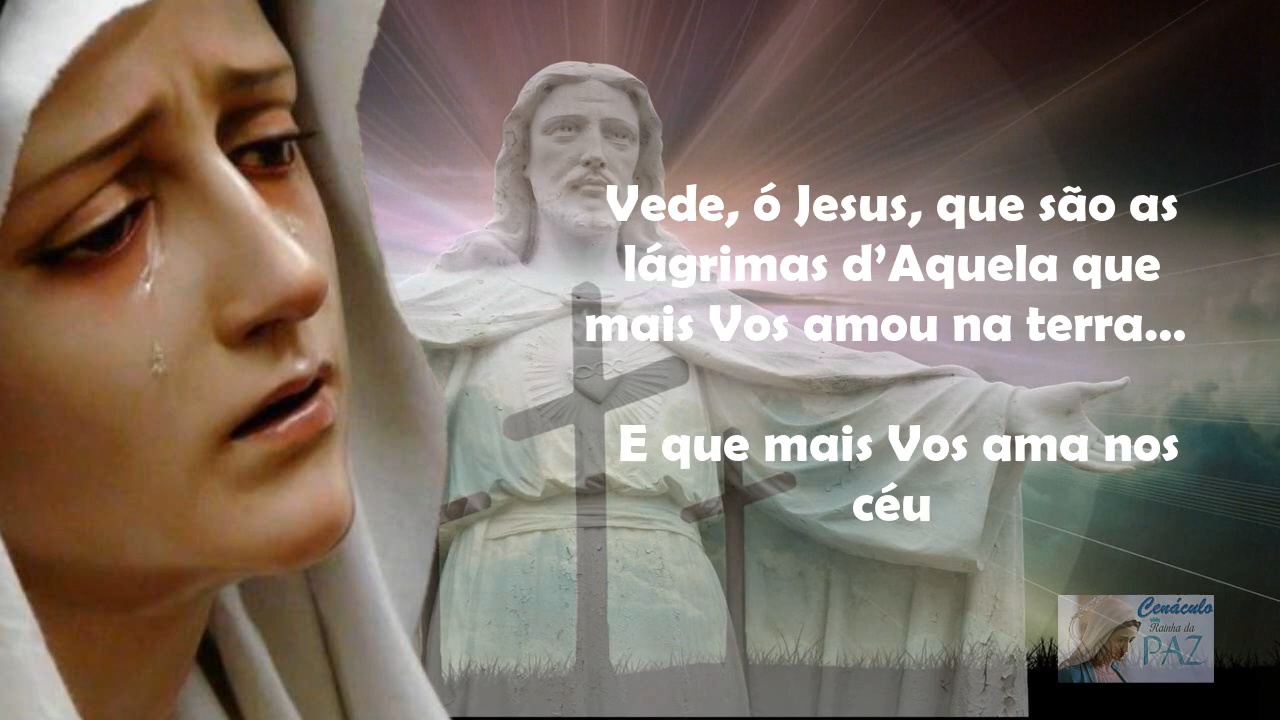 Vede, ó Jesus, que são as
lágrimas d’Aquela que
mais Vos amou na terra...
E que mais Vos ama nos
céu
Cenáculo
Rainha da
PAZ